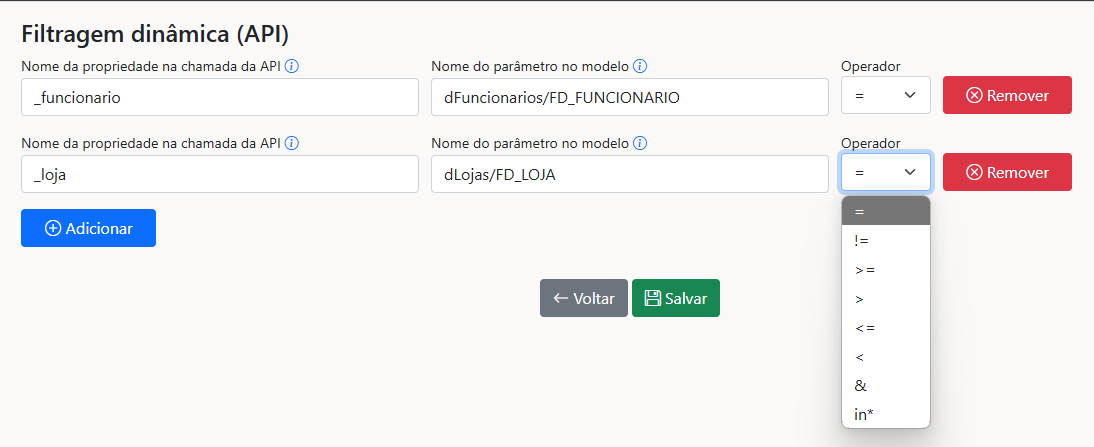 Filtragem dinâmica (API)
Nome da propriedade na chamada da API
Nome do parâmetro no modelo
Operador
_funcionario
dFuncionarios/FD_FUNCIONARIO
=
Remover
Nome da propriedade na chamada da API
Nome do parâmetro no modelo
Operador
_loja
dLojas/FD_LOJA
=
Remover
=
!=
>=
>
<=
<
&
in*
Adicionar
Voltar
Salvar